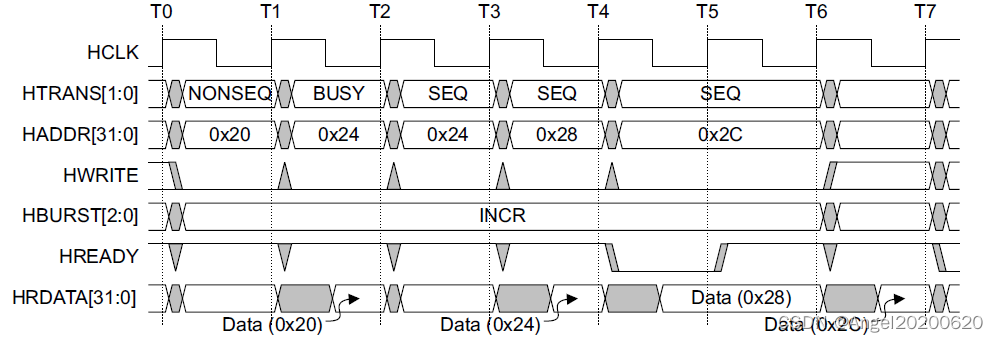 T0 T1 T2 T3 T4 T5 T6 T7
HCLK
HTRANS[1:0] NONSEQ BUSY SEQ SEQ SEQ
HADDR[31:0] 0x20 0x24 0x24 0x28 0x2C
HWRITE
HBURST[2:0] INCR
HREADY
HRDATA[31:0] Data (0x28)
Data (0x20) Data (0x24) Data (0x2C)
CSDN @Angel20200620